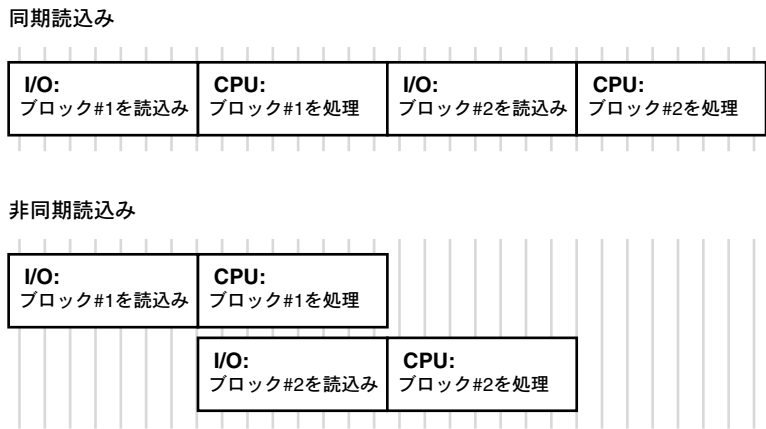 同期読込み
I/O:
ブロック#1を読込み
CPU:
ブロック#1を処理
I/O:
ブロック#2を読込み
CPU:
ブロック#2を処理
非同期読込み
I/O:
ブロック#1を読込み
CPU:
ブロック#1を処理
I/O:
ブロック#2を読込み
CPU:
ブロック#2を処理